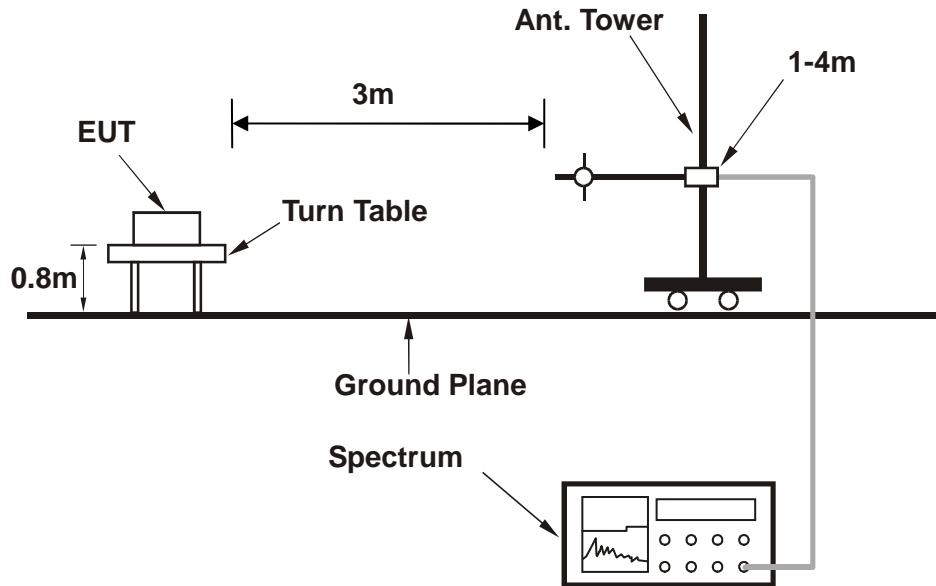 Ant. Tower
1-4m
3m
EUT
Turn Table
0.8m
Ground Plane
Spectrum